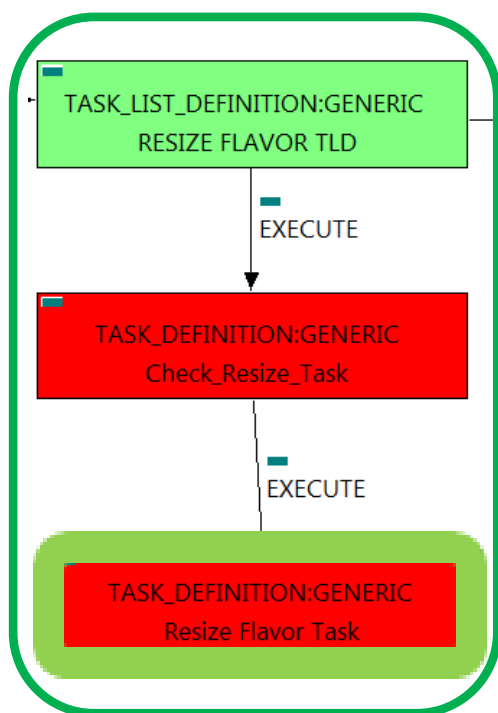 TASK_LIST_DEFINITION:GENERIC
RESIZE FLAVOR TLD
EXECUTE
TASK_DEFINITION:GENERIC
Check_Resize_Task
EXECUTE
TASK_DEFINITION:GENERIC
Resize Flavor Task